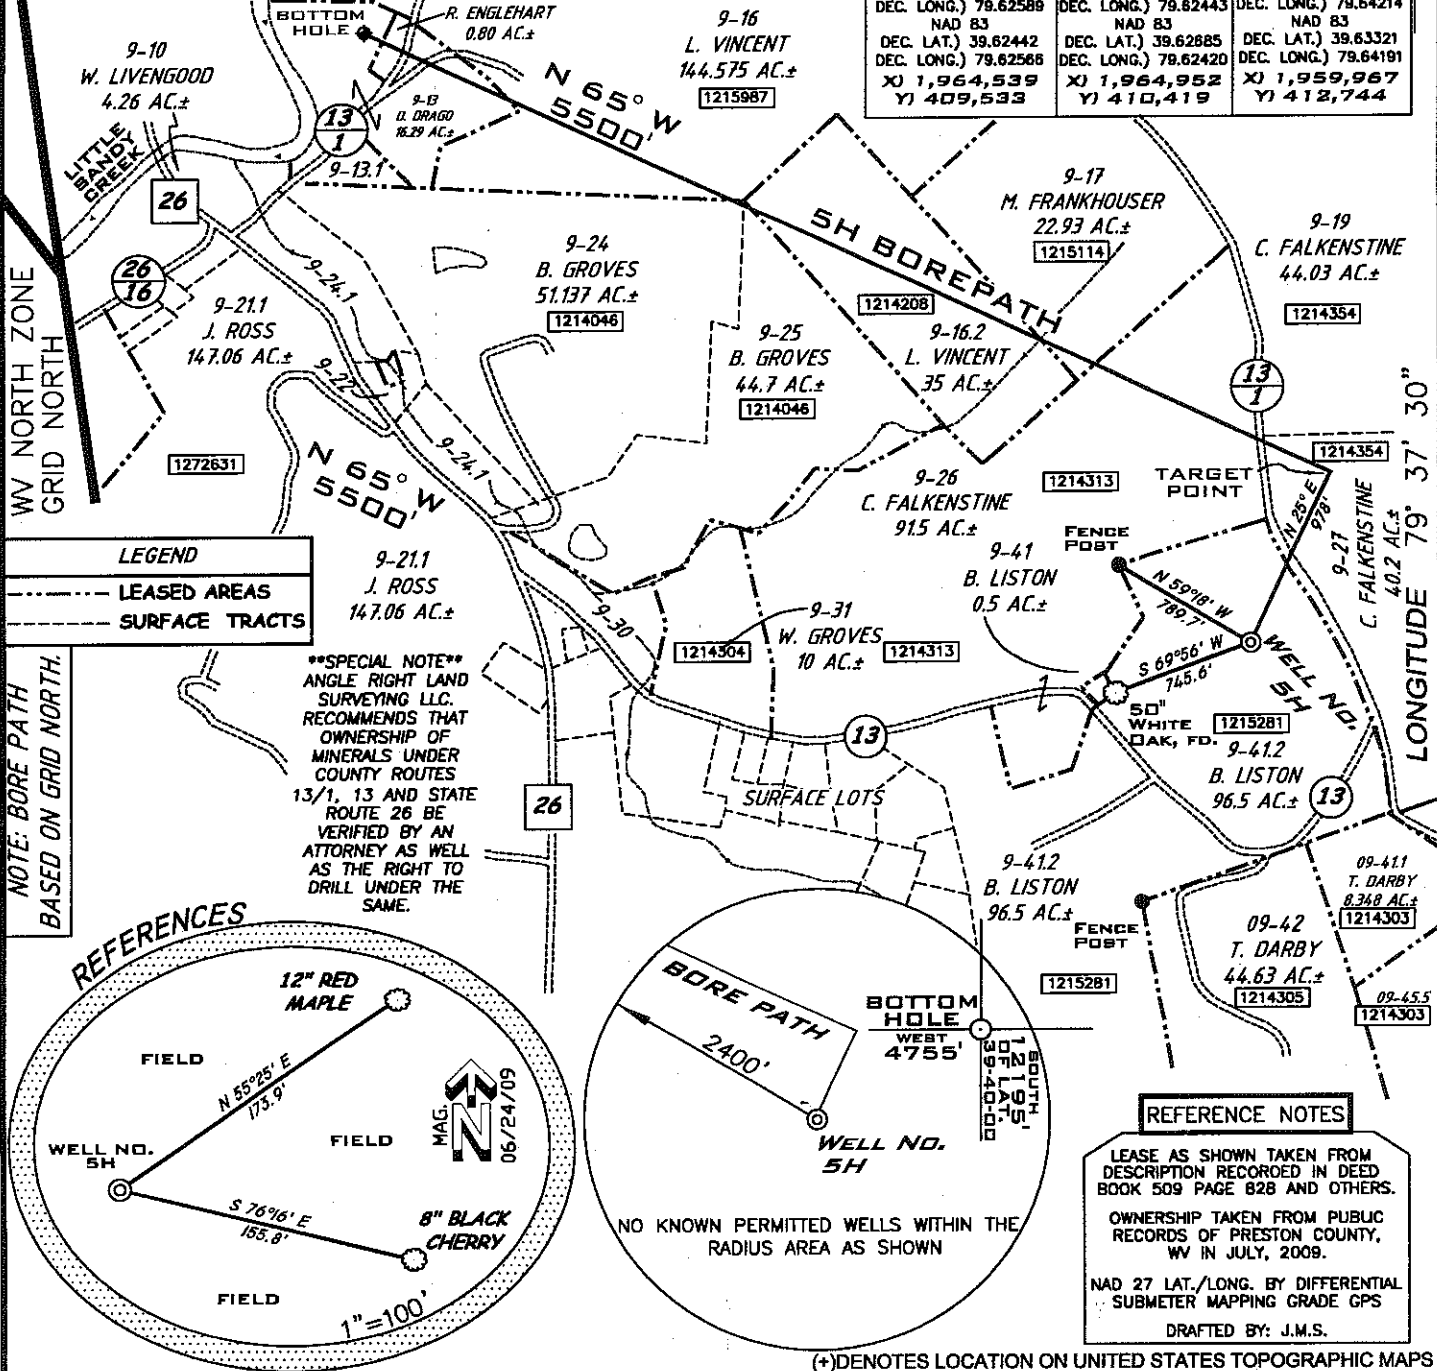 DEC. LONG.) 79.62589
NAD 83
DEC. LAT.) 39.62442
DEC. LONG.) 79.62566
X) 1,964,539
Y) 409,533
DEC. LONG.) 79.62443
NAD 83
DEC. LAT.) 39.62685
DEC. LONG.) 79.62420
X) 1,964,952
Y) 410,419
DEC. LONG.) 79.64214
NAD 83
DEC. LAT.) 39.63321
DEC. LONG.) 79.64191
X) 1,959,967
Y) 412,744
BOTTOM
HOLE
R. ENGLEHART
0.80 AC.±
9-16
L. VINCENT
144.575 AC.±
1215987
9-10
W. LIVENGOOD
4.26 AC.±
9-13
D. DRAGO
16.29 AC.±
13
1
9-13.1
N 65° W
5500'
LITTLE
SANDY
CREEK
26
9-17
M. FRANKHOUSER
22.93 AC.±
1215114
9-19
C. FALKENSTINE
44.03 AC.±
1214354
5H BOREPATH
9-24
B. GROVES
51.137 AC.±
1214046
26
16
9-24.1
9-21.1
J. ROSS
147.06 AC.±
9-22
1214208
9-16.2
L. VINCENT
35 AC.±
9-25
B. GROVES
44.7 AC.±
1214046
13
1
WV NORTH ZONE
GRID NORTH
1272631
9-24.1
N 65° W
5500'
9-26
C. FALKENSTINE
91.5 AC.±
1214313
TARGET
POINT
1214354
N 25° E
978'
9-27
C. FALKENSTINE
40.2 AC.±
LONGITUDE 79° 37' 30"
FENCE
POST
LEGEND
LEASED AREAS
SURFACE TRACTS
9-21.1
J. ROSS
147.06 AC.±
9-30
9-41
B. LISTON
0.5 AC.±
N 59°18' W
789.7'
9-31
W. GROVES
10 AC.±
1214304
1214313
S 69°56' W
745.6'
WELL NO.
5H
50"
WHITE
OAK, FD.
1215281
9-41.2
B. LISTON
96.5 AC.±
13
13
NOTE: BORE PATH
BASED ON GRID NORTH.
**SPECIAL NOTE**
ANGLE RIGHT LAND
SURVEYING LLC.
RECOMMENDS THAT
OWNERSHIP OF
MINERALS UNDER
COUNTY ROUTES
13/1, 13 AND STATE
ROUTE 26 BE
VERIFIED BY AN
ATTORNEY AS WELL
AS THE RIGHT TO
DRILL UNDER THE
SAME.
26
SURFACE LOTS
9-41.2
B. LISTON
96.5 AC.±
FENCE
POST
1215281
09-41.1
T. DARBY
8.348 AC.±
1214303
09-42
T. DARBY
44.63 AC.±
1214305
09-45.5
1214303
REFERENCES
12" RED
MAPLE
FIELD
N 55°25' E
173.9'
MAG.
N
06/24/09
WELL NO.
5H
FIELD
S 76°16' E
155.8'
8" BLACK
CHERRY
FIELD
1"=100'
BORE PATH
2400'
BOTTOM
HOLE
WEST
4755'
SOUTH
12195'
OF LAT.
39-40-00
WELL NO.
5H
NO KNOWN PERMITTED WELLS WITHIN THE
RADIUS AREA AS SHOWN
REFERENCE NOTES
LEASE AS SHOWN TAKEN FROM
DESCRIPTION RECORDED IN DEED
BOOK 509 PAGE 828 AND OTHERS.
OWNERSHIP TAKEN FROM PUBLIC
RECORDS OF PRESTON COUNTY,
WV IN JULY, 2009.
NAD 27 LAT./LONG. BY DIFFERENTIAL
SUBMETER MAPPING GRADE GPS
DRAFTED BY: J.M.S.
(+)DENOTES LOCATION ON UNITED STATES TOPOGRAPHIC MAPS